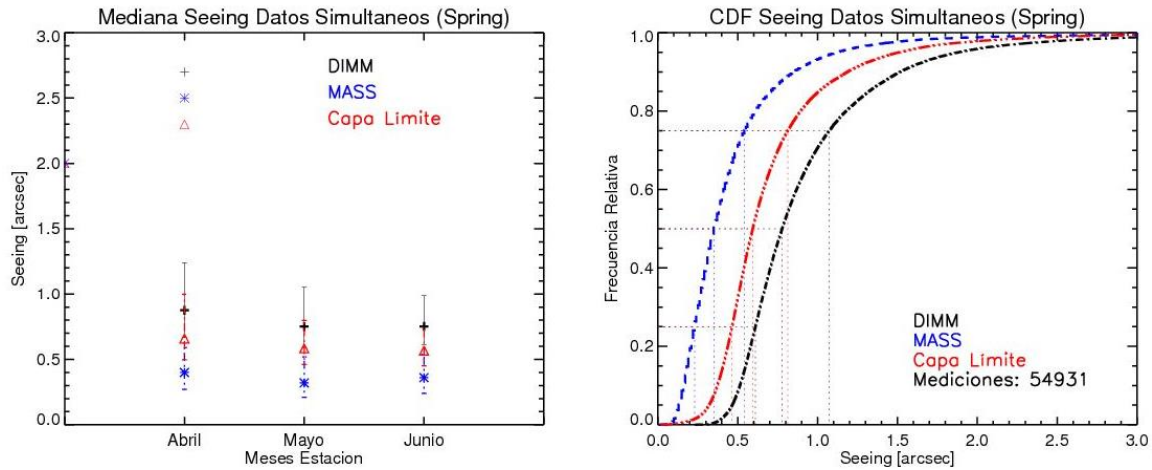 Mediana Seeing Datos Simultaneos (Spring)
3.0
2.5
2.0
1.5
1.0
0.5
0.0
Seeing [arcsec]
DIMM
MASS
Capa Limite
Abril
Mayo
Junio
Meses Estacion
CDF Seeing Datos Simultaneos (Spring)
1.0
0.8
0.6
0.4
0.2
0.0
Frecuencia Relativa
DIMM
MASS
Capa Limite
Mediciones: 54931
0.0
0.5
1.0
1.5
2.0
2.5
3.0
Seeing [arcsec]